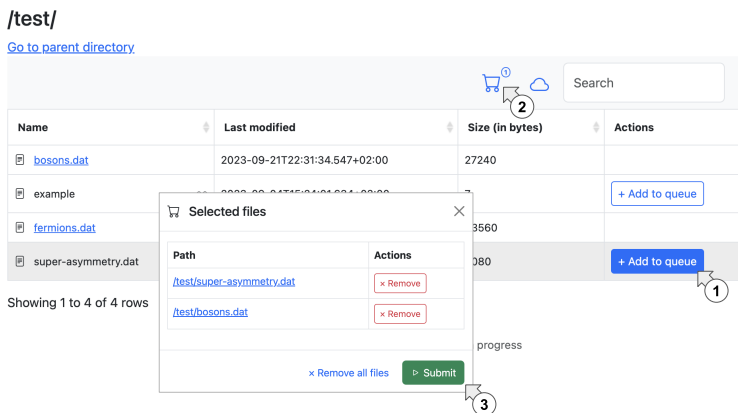 /test/
Go to parent directory
1
Search
2
Name Last modified Size (in bytes) Actions
bosons.dat 2023-09-21T22:31:34.547+02:00 27240
example + Add to queue
Selected files
fermions.dat 3560
Path Actions
super-asymmetry.dat 080 + Add to queue
/test/super-asymmetry.dat × Remove
1
Showing 1 to 4 of 4 rows
/test/bosons.dat × Remove
progress
× Remove all files Submit
3